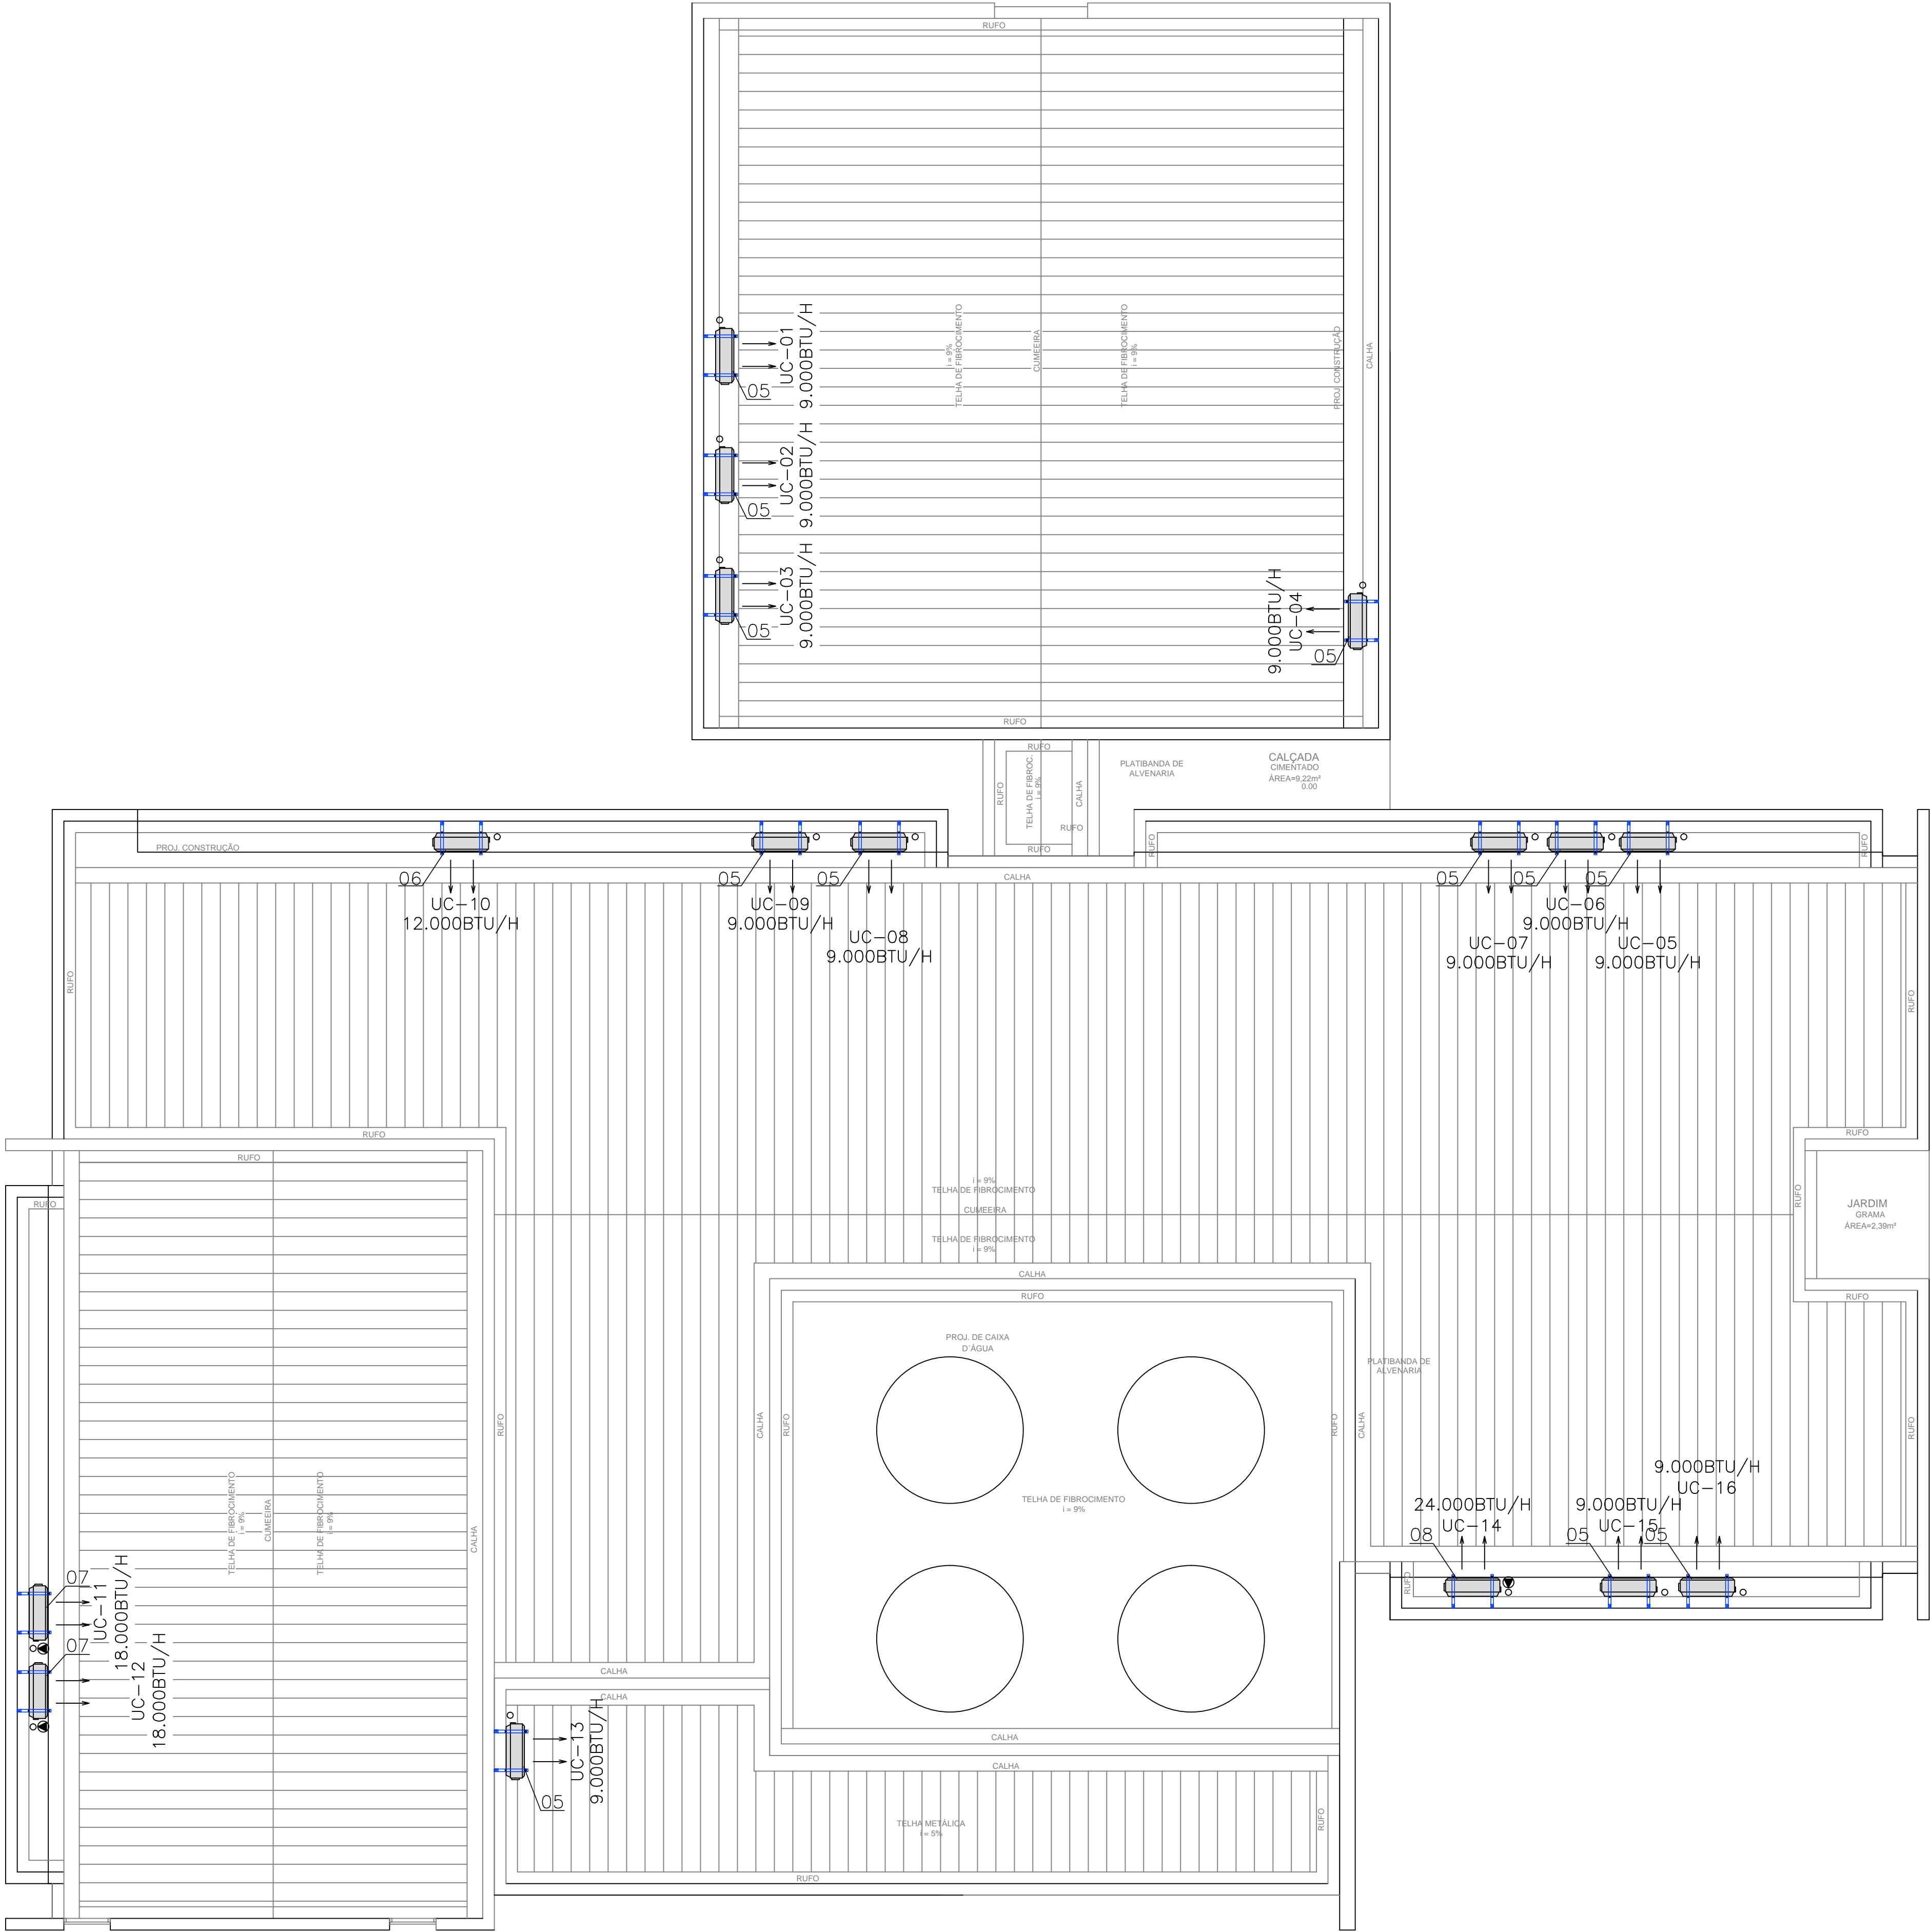 RUFO
UC-01
9.000BTU/H
05
i = 9%
TELHA DE FIBROCIMENTO
CUMEEIRA
TELHA DE FIBROCIMENTO
i = 9%
PROJ. CONSTRUÇÃO
CALHA
UC-02
9.000BTU/H
05
UC-03
9.000BTU/H
05
9.000BTU/H
UC-04
05
RUFO
RUFO
RUFO
TELHA DE FIBROC.
i = 9%
CALHA
RUFO
RUFO
PLATIBANDA DE
ALVENARIA
CALÇADA
CIMENTADO
ÁREA=9,22m²
0.00
PROJ. CONSTRUÇÃO
RUFO
RUFO
06
05
05
CALHA
05
05
05
UC-10
12.000BTU/H
UC-09
9.000BTU/H
UC-08
9.000BTU/H
UC-06
9.000BTU/H
UC-07
9.000BTU/H
UC-05
9.000BTU/H
RUFO
RUFO
RUFO
RUFO
RUFO
RUFO
i = 9%
TELHA DE FIBROCIMENTO
CUMEEIRA
TELHA DE FIBROCIMENTO
i = 9%
RUFO
JARDIM
GRAMA
ÁREA=2,39m²
CALHA
RUFO
RUFO
PROJ. DE CAIXA
D´ÁGUA
PLATIBANDA DE
ALVENARIA
RUFO
CALHA
RUFO
RUFO
CALHA
RUFO
TELHA DE FIBROCIMENTO
i = 9%
CUMEEIRA
TELHA DE FIBROCIMENTO
i = 9%
CALHA
TELHA DE FIBROCIMENTO
i = 9%
9.000BTU/H
UC-16
24.000BTU/H
UC-14
9.000BTU/H
UC-15
08
05
05
RUFO
07
UC-11
18.000BTU/H
07
UC-12
18.000BTU/H
CALHA
CALHA
UC-13
9.000BTU/H
05
CALHA
CALHA
TELHA METÁLICA
i = 5%
RUFO
RUFO